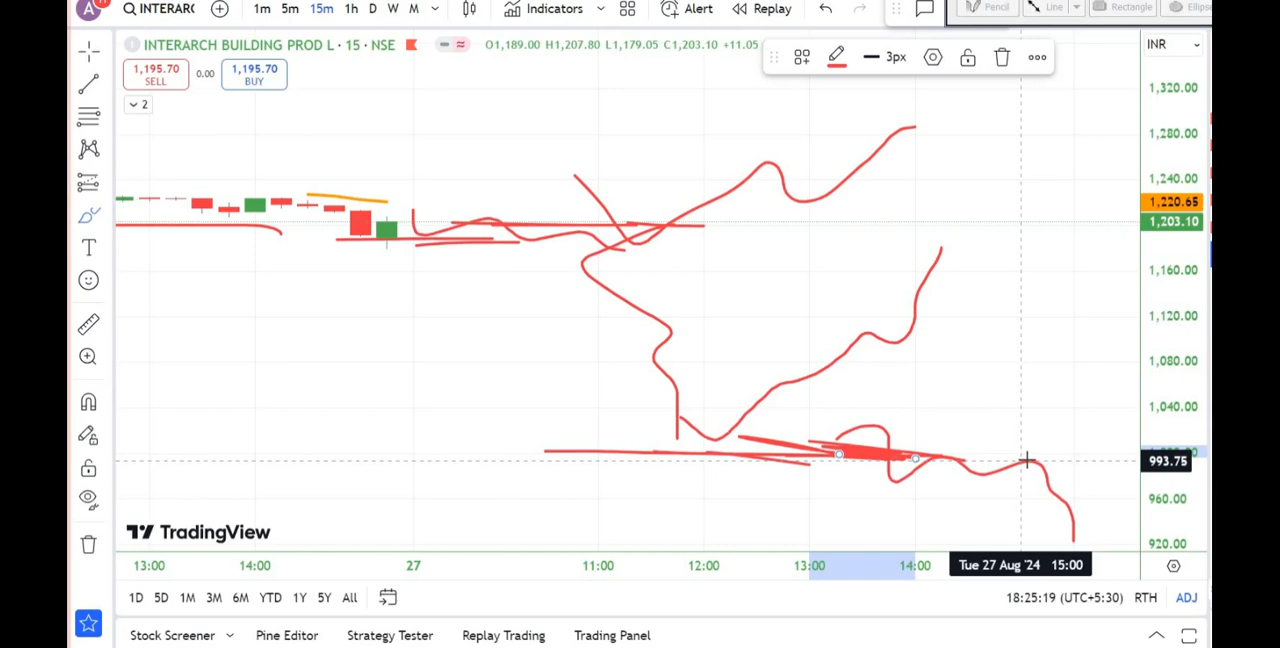 A INTERARC 1m 5m 15m 1h D W M Indicators Alert Replay Pencil Line Rectangle
INTERARCH BUILDING PROD L · 15 · NSE O1,189.00 H1,207.80 L1,179.05 C1,203.10 +11.05 3px INR
1,195.70 SELL 0.00 1,195.70 BUY
2
1,320.00
1,280.00
1,240.00
1,220.65
1,203.10
1,160.00
1,120.00
1,080.00
1,040.00
993.75
960.00
920.00
TradingView
13:00 14:00 27 11:00 12:00 13:00 14:00 Tue 27 Aug '24 15:00
1D 5D 1M 3M 6M YTD 1Y 5Y All 18:25:19 (UTC+5:30) RTH ADJ
Stock Screener Pine Editor Strategy Tester Replay Trading Trading Panel